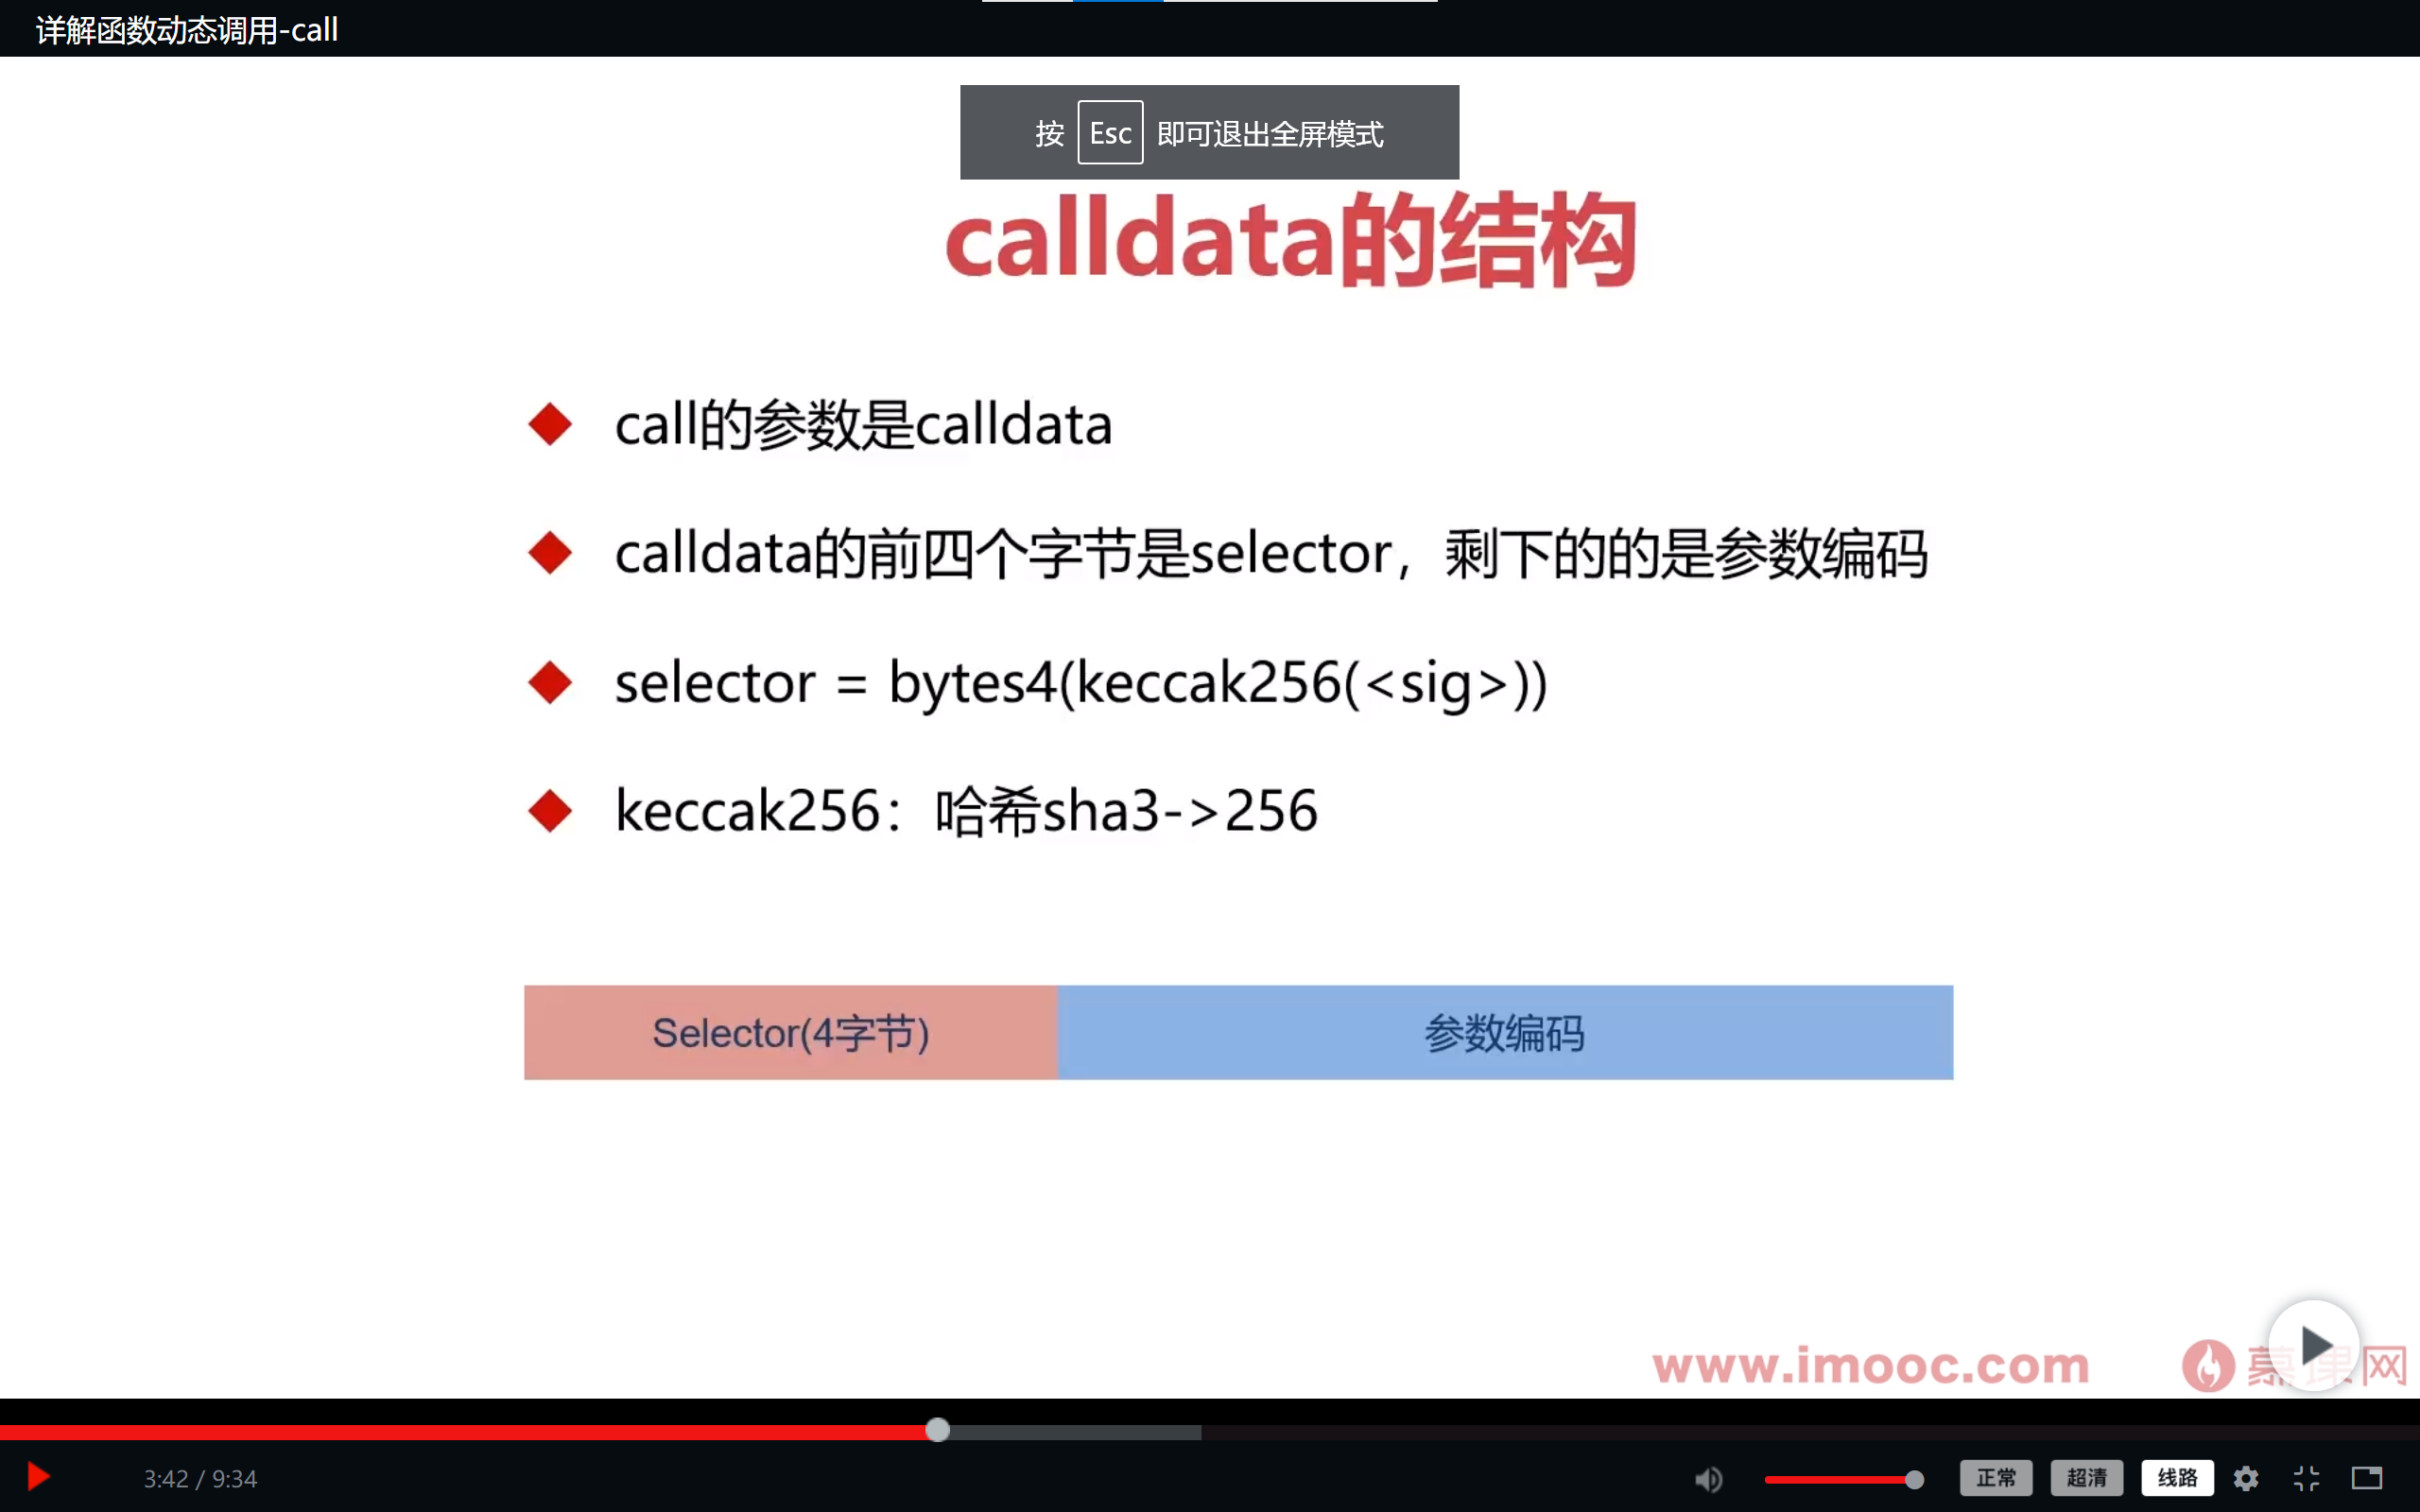 详解函数动态调用-call
按 Esc 即可退出全屏模式
calldata的结构
call的参数是calldata
calldata的前四个字节是selector，剩下的的是参数编码
selector = bytes4(keccak256(<sig>))
keccak256：哈希sha3->256
Selector(4字节) 参数编码
www.imooc.com 慕课网
3:42 / 9:34 正常 超清 线路